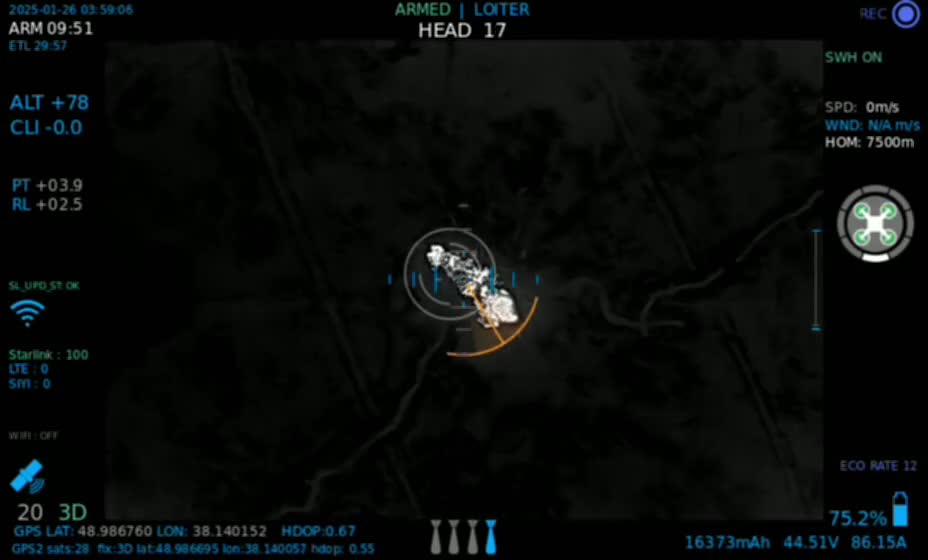 2025-01-26 03:59:06
ARMED | LOITER
REC
ARM 09:51
HEAD 17
ETL 29:57
SWH ON
ALT +78
CLI -0.0
SPD: 0m/s
WND: N/A m/s
HOM: 7500m
PT +03.9
RL +02.5
SL_UPD_ST: OK
Starlink : 100
LTE : 0
SIYI : 0
WIFI : OFF
ECO RATE 12
20 3D
75.2%
GPS LAT: 48.986760 LON: 38.140152 HDOP:0.67
GPS2 sats:28 fix:3D lat:48.986695 lon:38.140057 hdop: 0.55
16373mAh 44.51V 86.15A